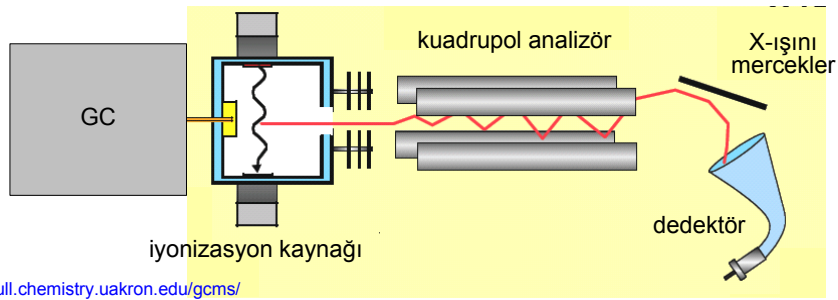 kuadrupol analizör
X-ışını
mercekler
GC
dedektör
iyonizasyon kaynağı
ull.chemistry.uakron.edu/gcms/